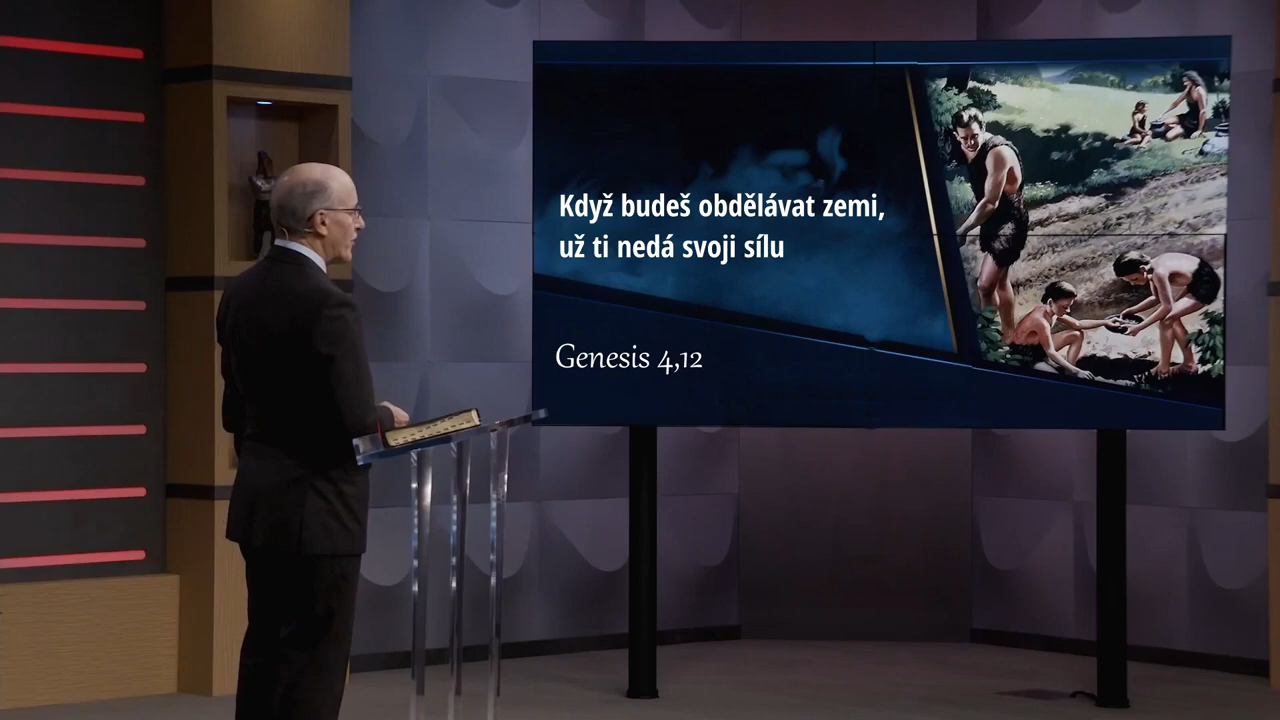 Když budeš obdělávat zemi,
už ti nedá svoji sílu
Genesis 4,12